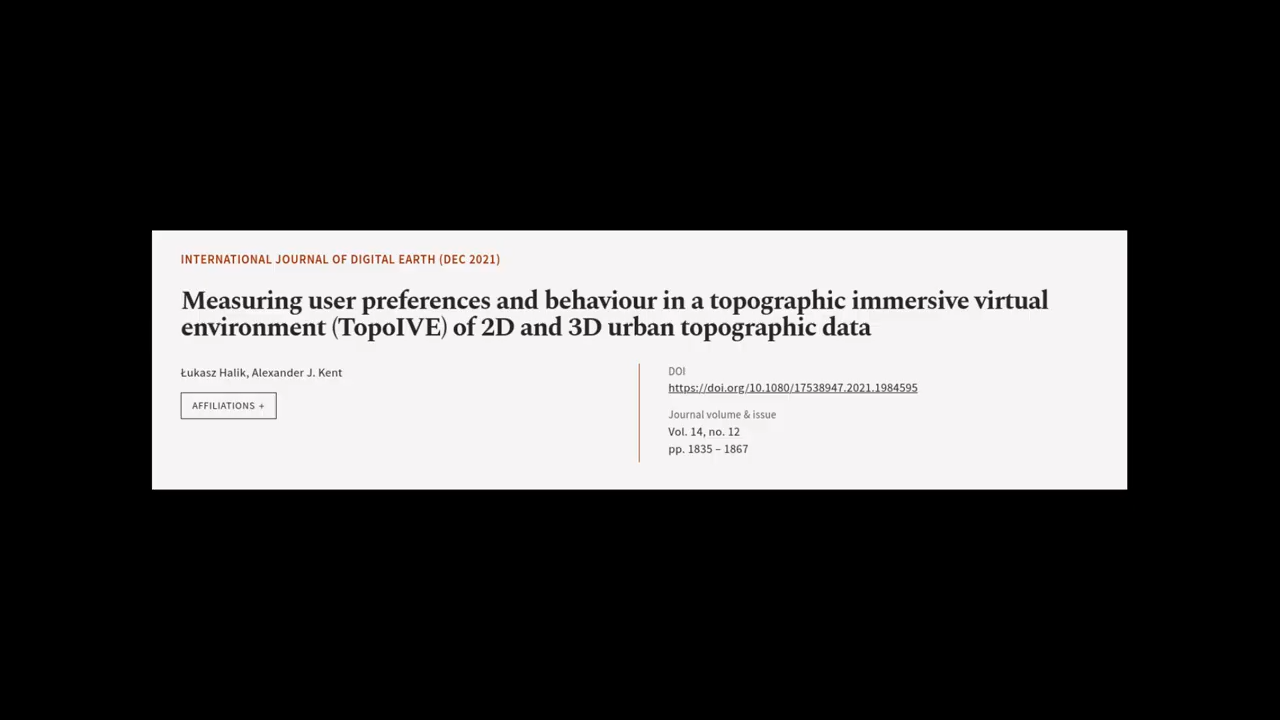 INTERNATIONAL JOURNAL OF DIGITAL EARTH (DEC 2021)
Measuring user preferences and behaviour in a topographic immersive virtual
environment (TopoIVE) of 2D and 3D urban topographic data
Łukasz Halik, Alexander J. Kent
AFFILIATIONS +
DOI
https://doi.org/10.1080/17538947.2021.1984595
Journal volume & issue
Vol. 14, no. 12
pp. 1835 – 1867